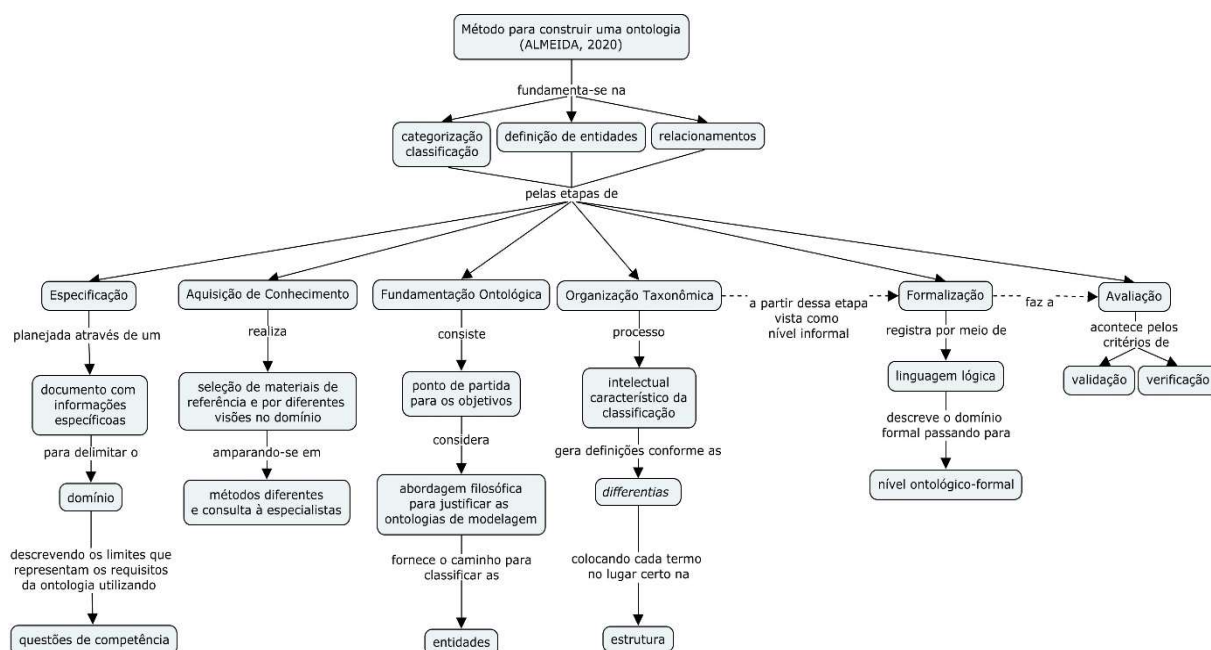 Método para construir uma ontologia
(ALMEIDA, 2020)
fundamenta-se na
categorização
classificação
definição de entidades
relacionamentos
pelas etapas de
Especificação
Aquisição de Conhecimento
Fundamentação Ontológica
Organização Taxonômica
a partir dessa etapa
vista como
nível informal
Formalização
faz a
Avaliação
planejada através de um
realiza
consiste
processo
registra por meio de
acontece pelos
critérios de
documento com
informações
específicoas
seleção de materiais de
referência e por diferentes
visões no domínio
ponto de partida
para os objetivos
intelectual
característico da
classificação
linguagem lógica
validação
verificação
para delimitar o
amparando-se em
considera
gera definições conforme as
descreve o domínio
formal passando para
domínio
métodos diferentes
e consulta à especialistas
abordagem filosófica
para justificar as
ontologias de modelagem
differentias
nível ontológico-formal
descrevendo os limites que
representam os requisitos
da ontologia utilizando
fornece o caminho para
classificar as
colocando cada termo
no lugar certo na
questões de competência
entidades
estrutura